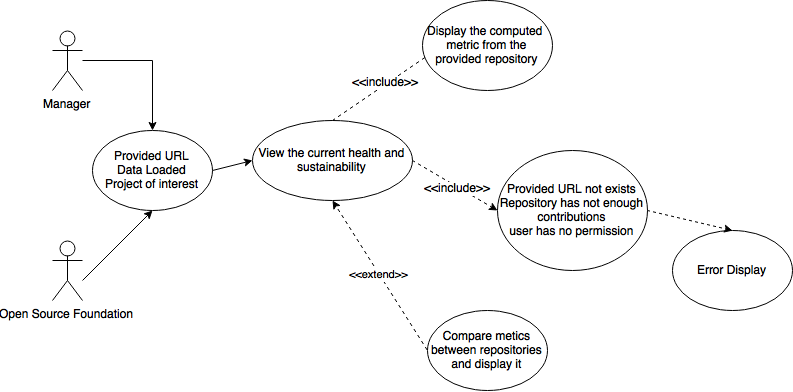 Display the computed
metric from the
provided repository
<<include>>
Manager
Provided URL
Data Loaded
Project of interest
View the current health and
sustainability
<<include>>
Provided URL not exists
Repository has not enough
contributions
user has no permission
Error Display
<<extend>>
Open Source Foundation
Compare metics
between repositories
and display it